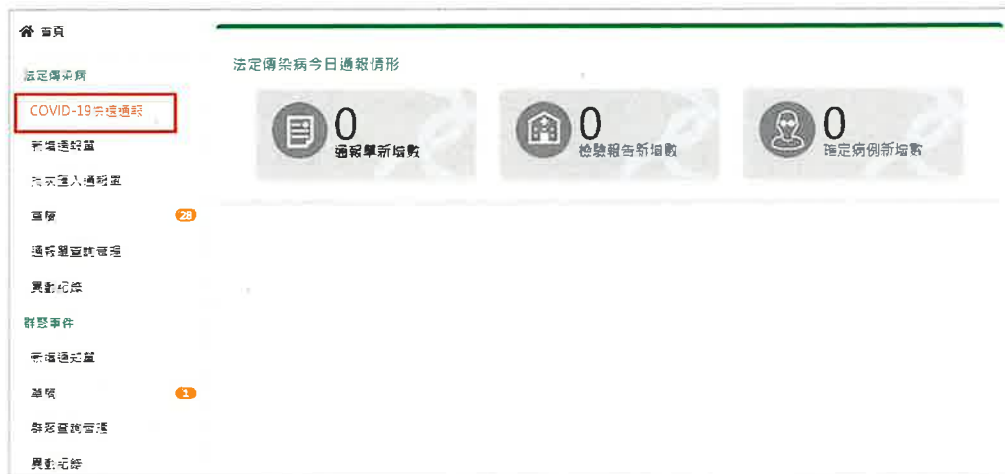 首頁
法定傳染病
COVID-19快速通報
新增通報單
批次匯入通報單
草稿 28
通報單查詢管理
異動紀錄
群聚事件
新增通報單
草稿 1
群聚查詢管理
異動紀錄
法定傳染病今日通報情形
0
通報單新增數
0
檢驗報告新增數
0
確定病例新增數